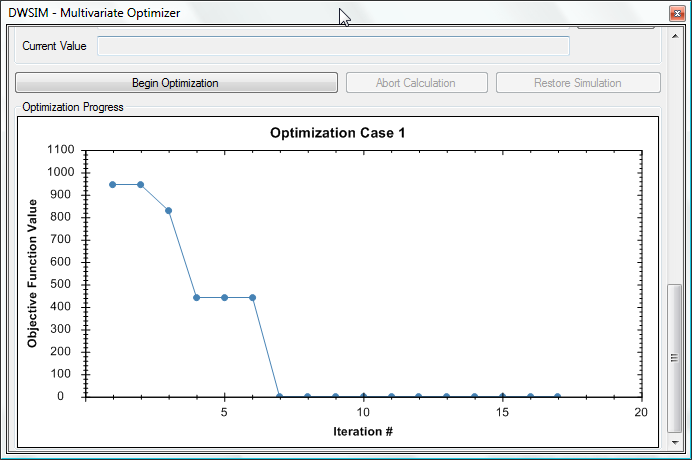 DWSIM - Multivariate Optimizer
Current Value
Begin Optimization
Abort Calculation
Restore Simulation
Optimization Progress
Optimization Case 1
1100
1000
900
800
700
600
500
400
300
200
100
0
Objective Function Value
5
10
15
20
Iteration #